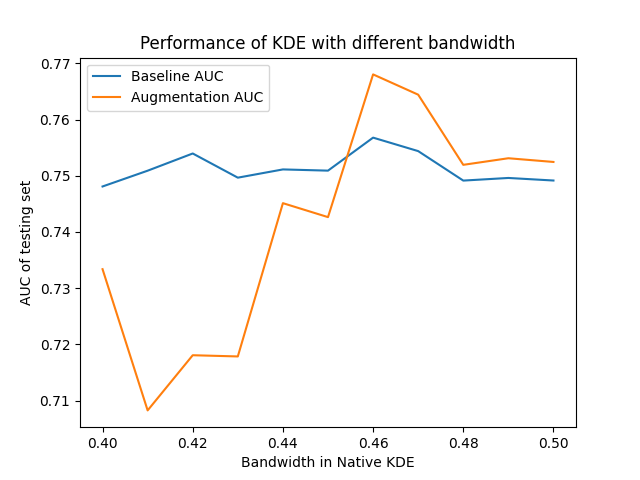 Performance of KDE with different bandwidth
Baseline AUC
Augmentation AUC
AUC of testing set
0.77
0.76
0.75
0.74
0.73
0.72
0.71
0.40 0.42 0.44 0.46 0.48 0.50
Bandwidth in Native KDE